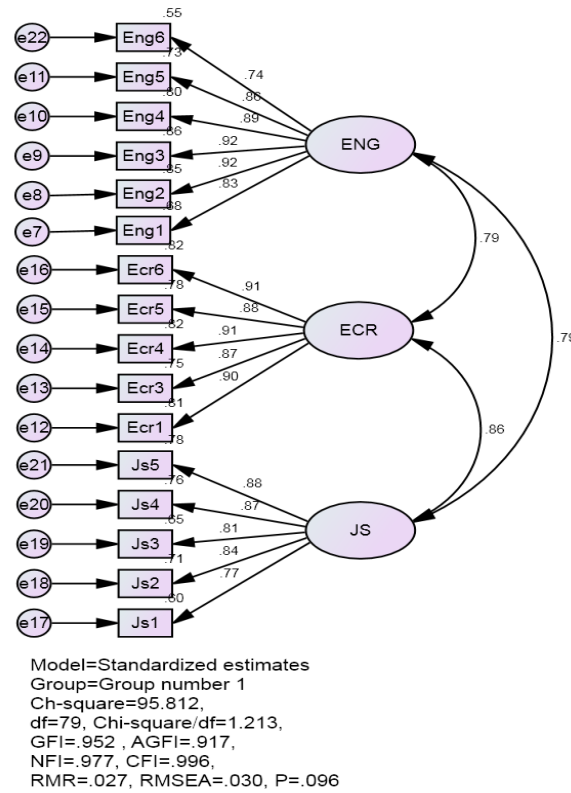 .55
e22 Eng6
.73
.74
e11 Eng5
.80 .86
e10 Eng4 .89
.86
e9 Eng3 .92
ENG
.85 .92
e8 Eng2
.68 .83
e7 Eng1
.82
.79
e16 Ecr6
.78 .91
e15 Ecr5 .88
.82
e14 Ecr4 .91
ECR
.79
.75 .87
e13 Ecr3
.81 .90
e12 Ecr1
.78
.86
e21 Js5
.76 .88
e20 Js4 .87
.65
e19 Js3 .81
JS
.71 .84
e18 Js2
.60 .77
e17 Js1
Model=Standardized estimates
Group=Group number 1
Ch-square=95.812,
df=79, Chi-square/df=1.213,
GFI=.952 , AGFI=.917,
NFI=.977, CFI=.996,
RMR=.027, RMSEA=.030, P=.096